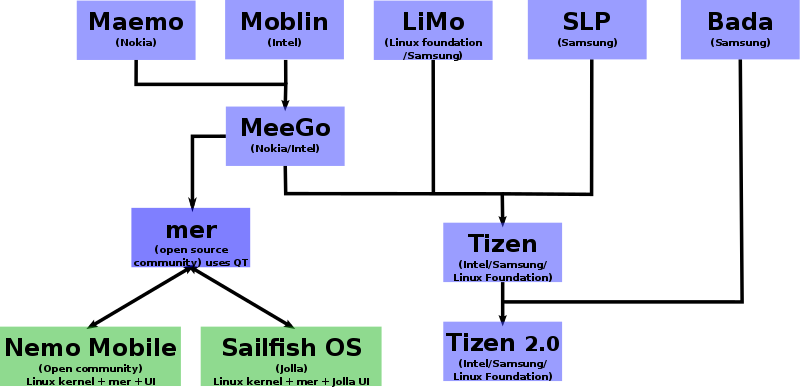 Maemo
(Nokia)
Moblin
(Intel)
LiMo
(Linux foundation
/Samsung)
SLP
(Samsung)
Bada
(Samsung)
MeeGo
(Nokia/Intel)
mer
(open source
community) uses QT
Tizen
(Intel/Samsung/
Linux Foundation)
Nemo Mobile
(Open community)
Linux kernel + mer + UI
Sailfish OS
(Jolla)
Linux kernel + mer + Jolla UI
Tizen 2.0
(Intel/Samsung/
Linux Foundation)